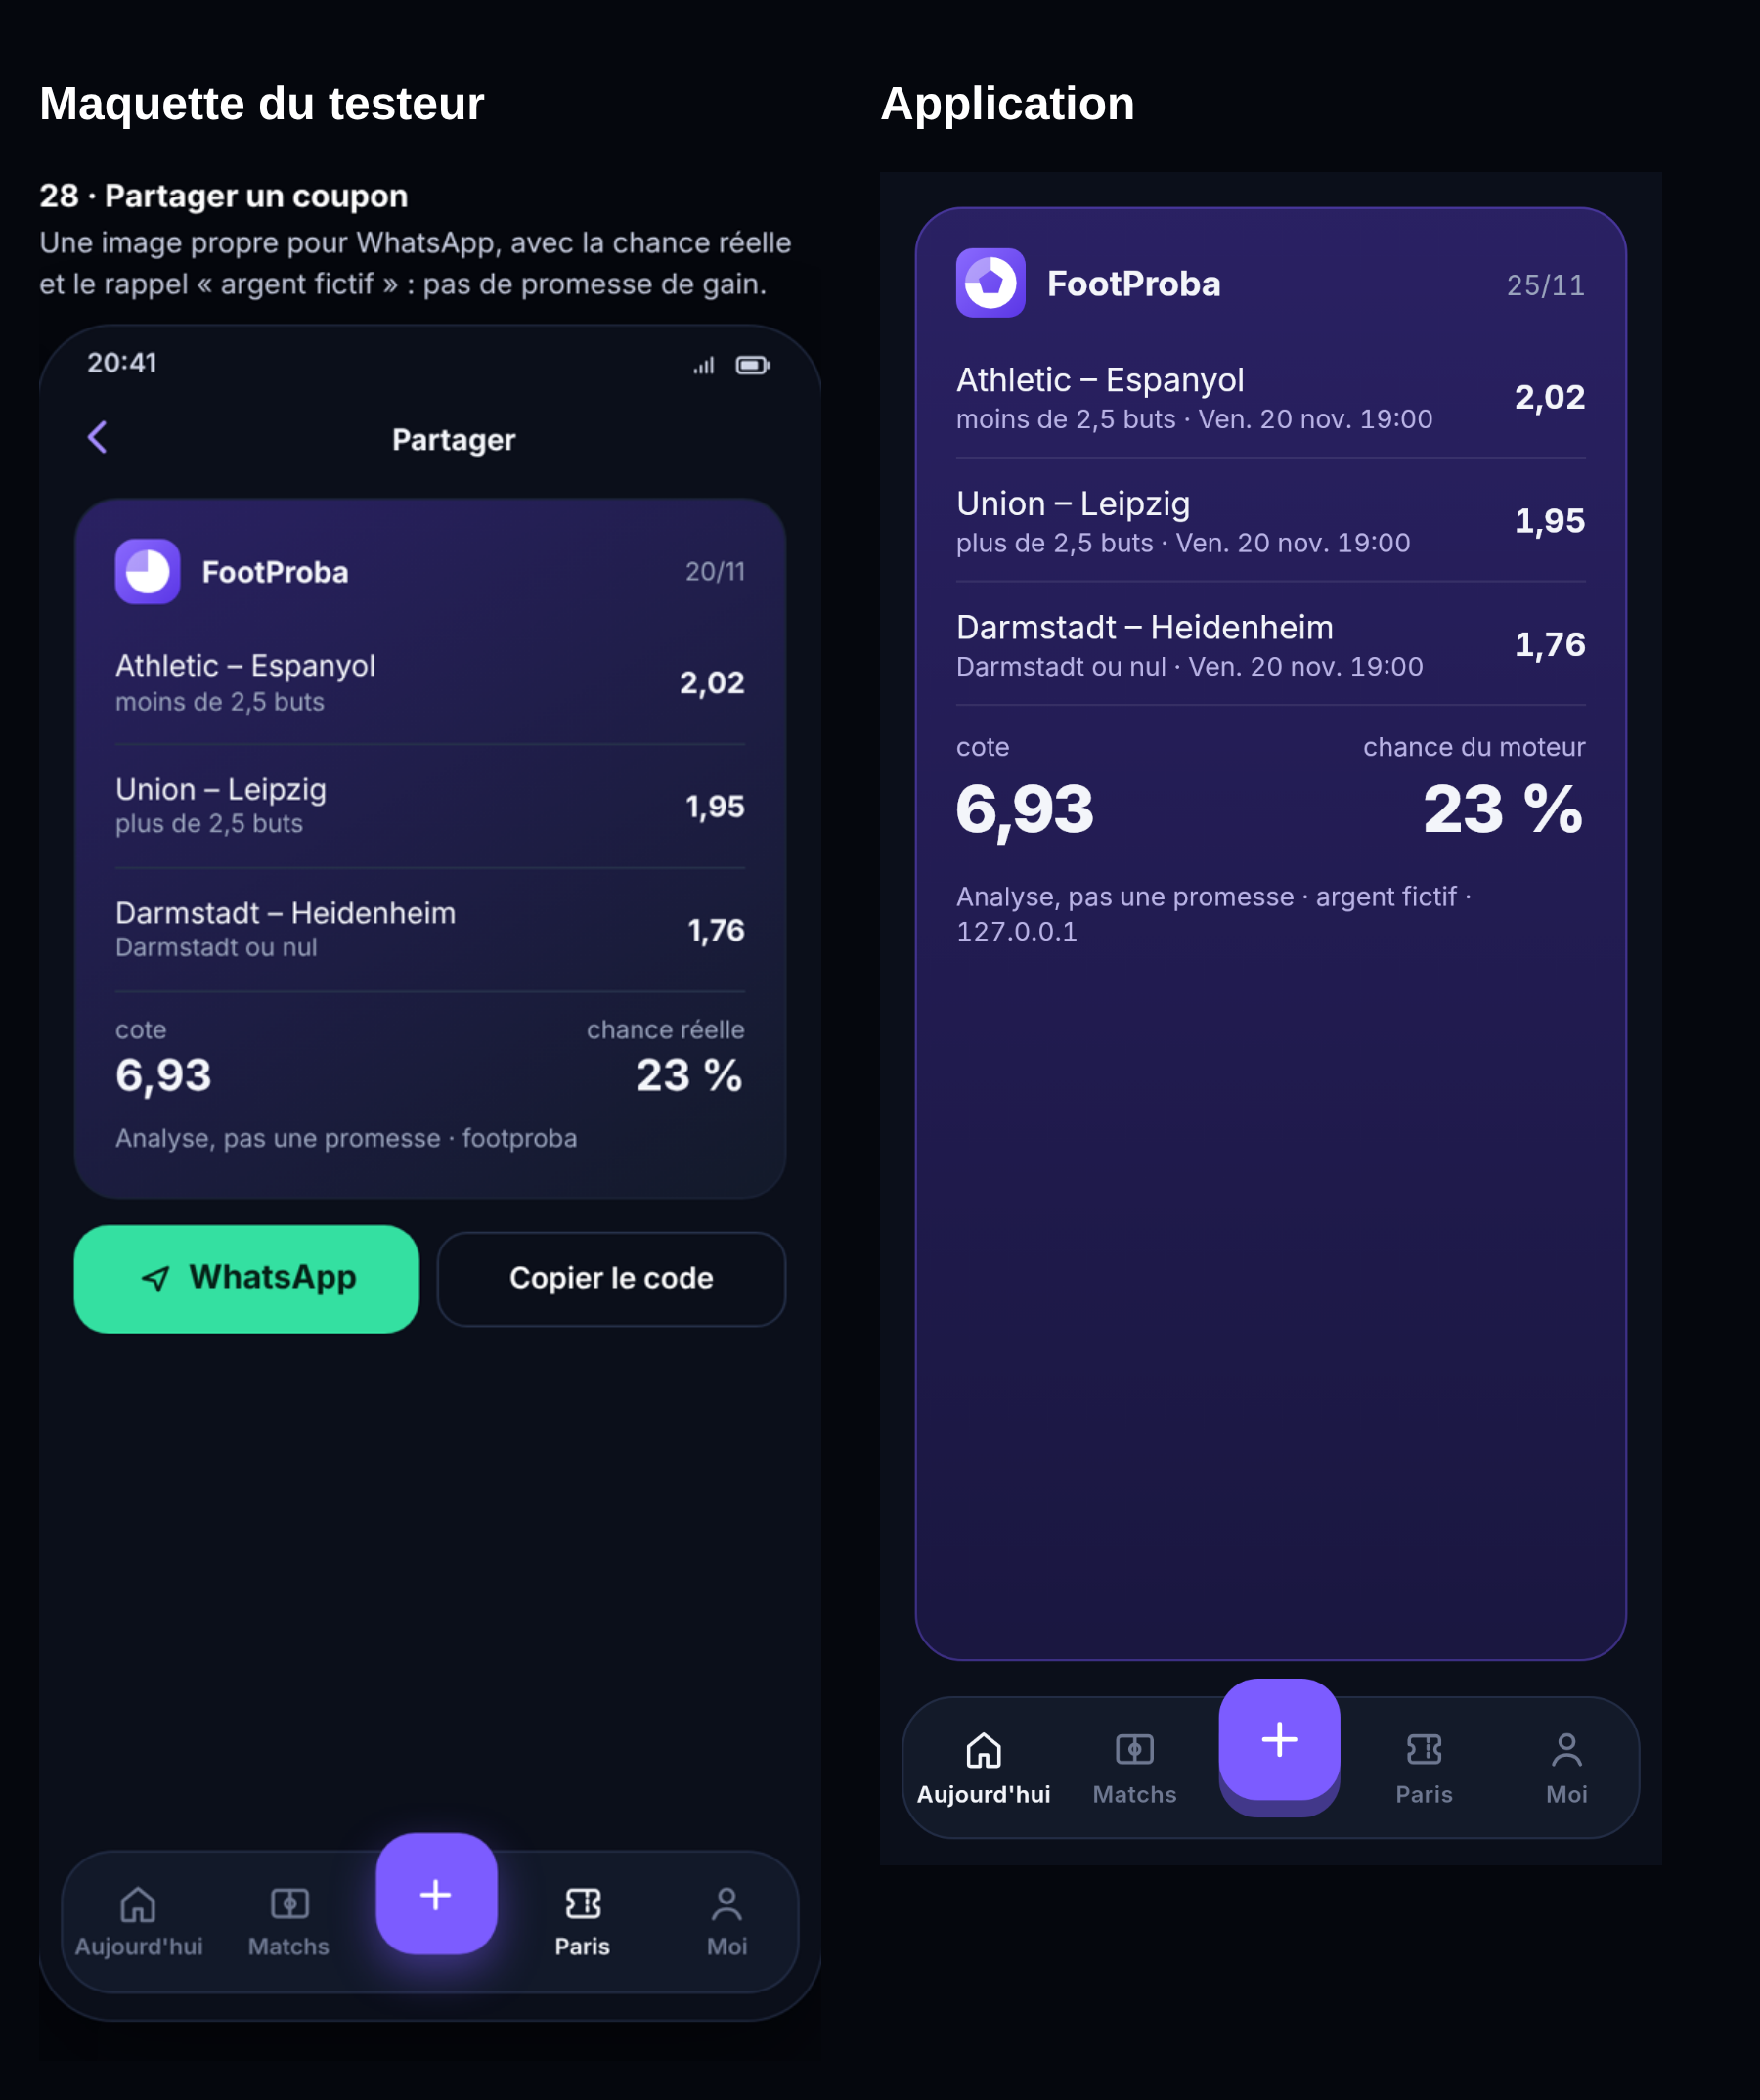 Maquette du testeur
28 · Partager un coupon
Une image propre pour WhatsApp, avec la chance réelle
et le rappel « argent fictif » : pas de promesse de gain.
20:41
Partager
FootProba
20/11
Athletic – Espanyol
moins de 2,5 buts
2,02
Union – Leipzig
plus de 2,5 buts
1,95
Darmstadt – Heidenheim
Darmstadt ou nul
1,76
cote
chance réelle
6,93
23 %
Analyse, pas une promesse · footproba
WhatsApp
Copier le code
Aujourd'hui
Matchs
+
Paris
Moi
Application
FootProba
25/11
Athletic – Espanyol
moins de 2,5 buts · Ven. 20 nov. 19:00
2,02
Union – Leipzig
plus de 2,5 buts · Ven. 20 nov. 19:00
1,95
Darmstadt – Heidenheim
Darmstadt ou nul · Ven. 20 nov. 19:00
1,76
cote
chance du moteur
6,93
23 %
Analyse, pas une promesse · argent fictif ·
127.0.0.1
Aujourd'hui
Matchs
+
Paris
Moi